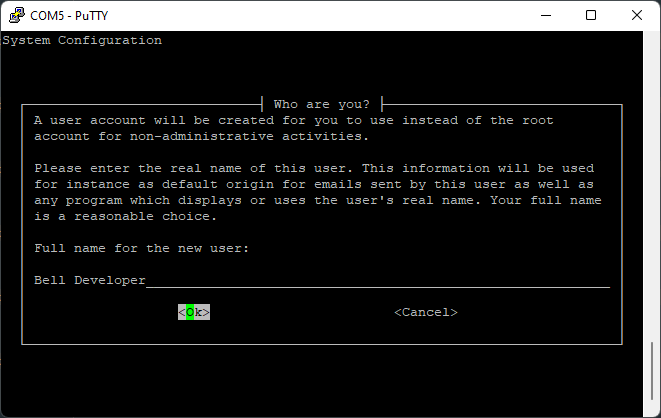 COM5 - PuTTY
System Configuration
Who are you?
A user account will be created for you to use instead of the root
account for non-administrative activities.
Please enter the real name of this user. This information will be used
for instance as default origin for emails sent by this user as well as
any program which displays or uses the user's real name. Your full name
is a reasonable choice.
Full name for the new user:
Bell Developer
<Ok> <Cancel>